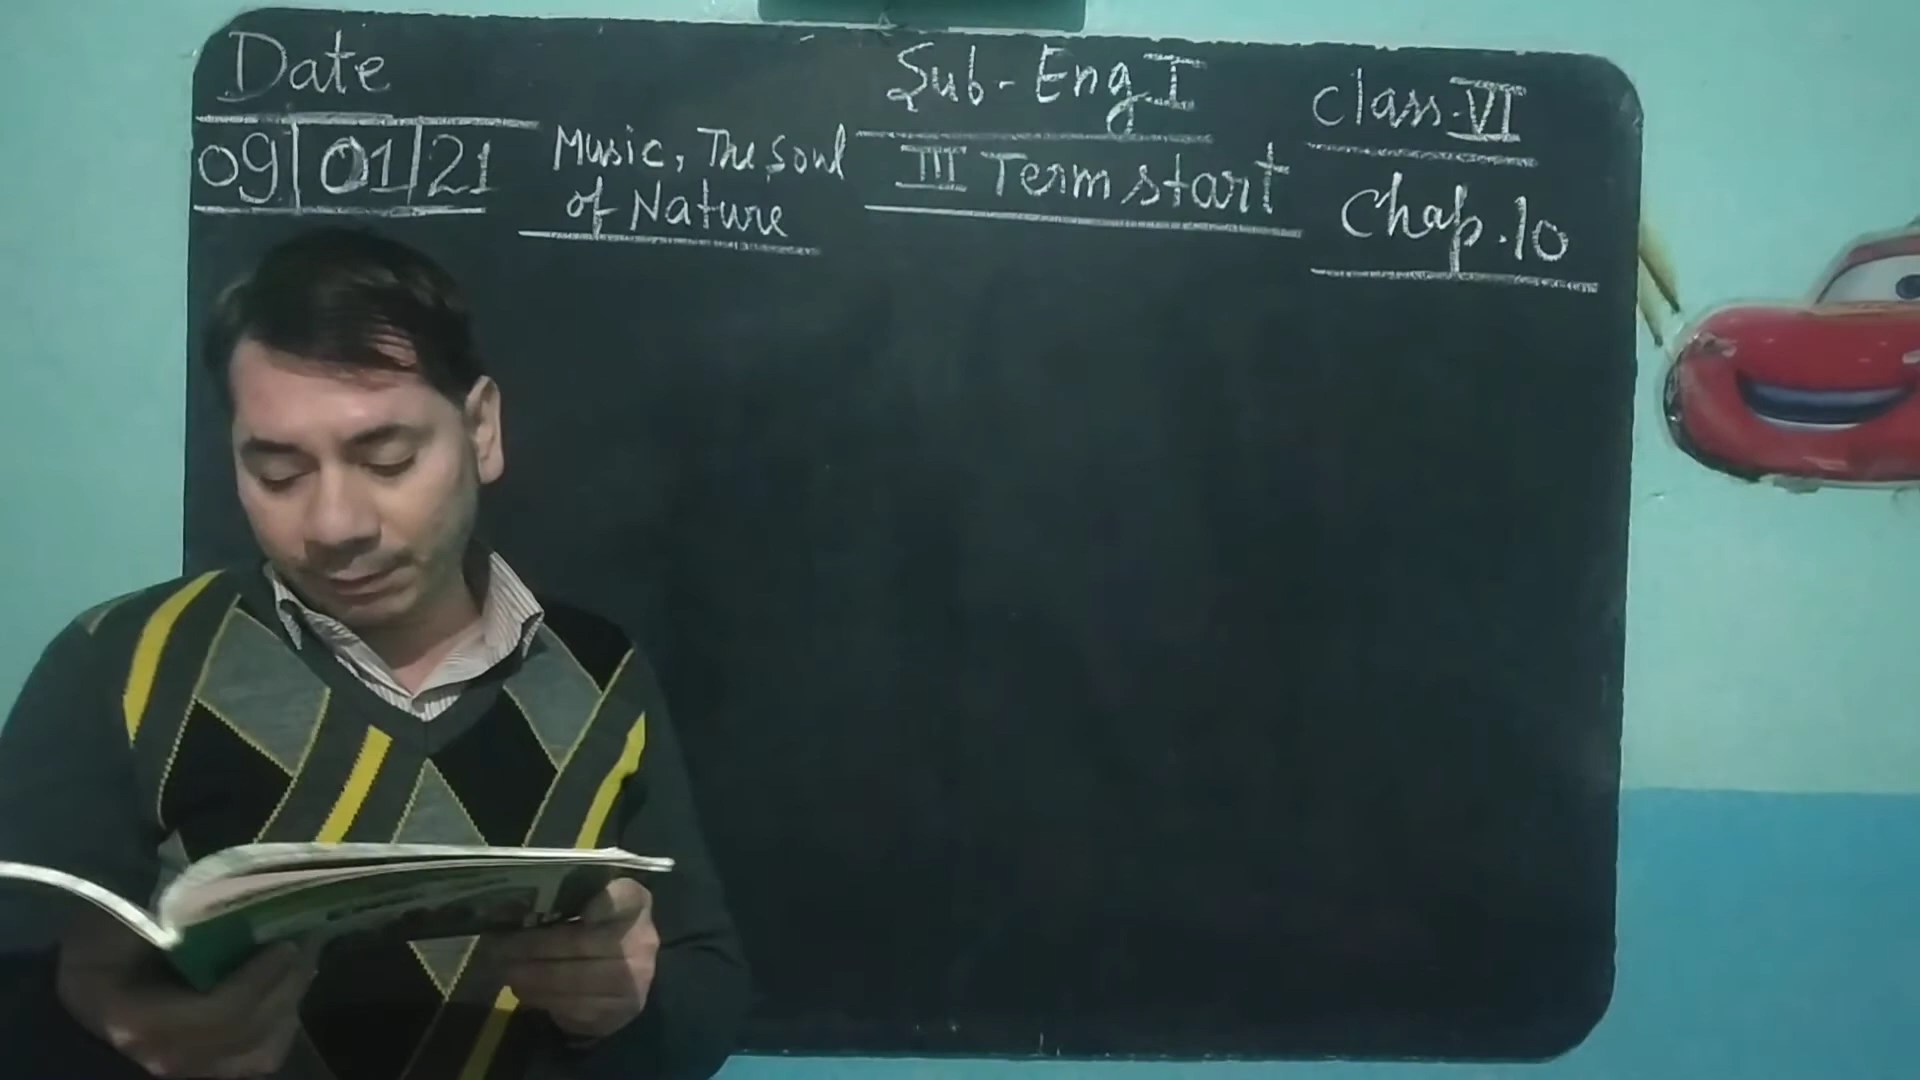 Date
09|01|21
Music, The Soul
of Nature
Sub-Eng.I
III Term start
Class-VI
Chap.10